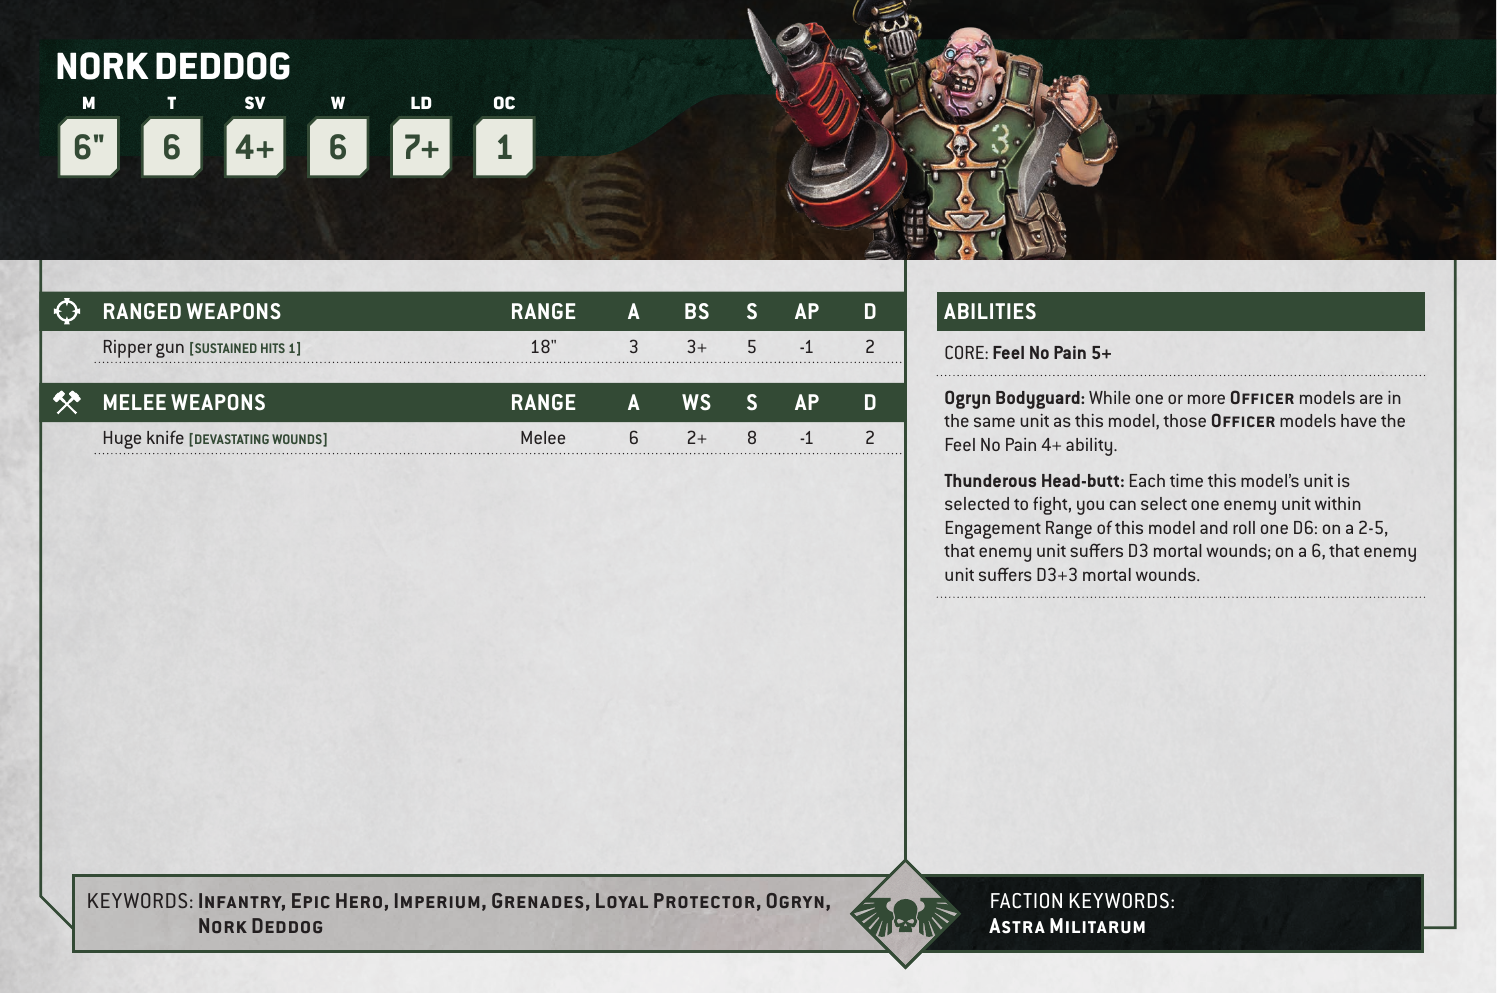 NORK DEDDOG
M T SV W LD OC
6" 6 4+ 6 7+ 1
3
RANGED WEAPONS RANGE A BS S AP D
Ripper gun [SUSTAINED HITS 1] 18" 3 3+ 5 -1 2
MELEE WEAPONS RANGE A WS S AP D
Huge knife [DEVASTATING WOUNDS] Melee 6 2+ 8 -1 2
ABILITIES
CORE: Feel No Pain 5+
Ogryn Bodyguard: While one or more OFFICER models are in
the same unit as this model, those OFFICER models have the
Feel No Pain 4+ ability.
Thunderous Head-butt: Each time this model's unit is
selected to fight, you can select one enemy unit within
Engagement Range of this model and roll one D6: on a 2-5,
that enemy unit suffers D3 mortal wounds; on a 6, that enemy
unit suffers D3+3 mortal wounds.
KEYWORDS: INFANTRY, EPIC HERO, IMPERIUM, GRENADES, LOYAL PROTECTOR, OGRYN,
NORK DEDDOG
FACTION KEYWORDS:
ASTRA MILITARUM